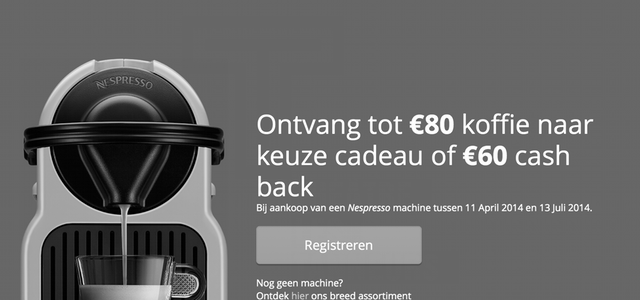 NESPRESSO
Ontvang tot €80 koffie naar
keuze cadeau of €60 cash
back
Bij aankoop van een Nespresso machine tussen 11 April 2014 en 13 Juli 2014.
Registreren
Nog geen machine?
Ontdek hier ons breed assortiment